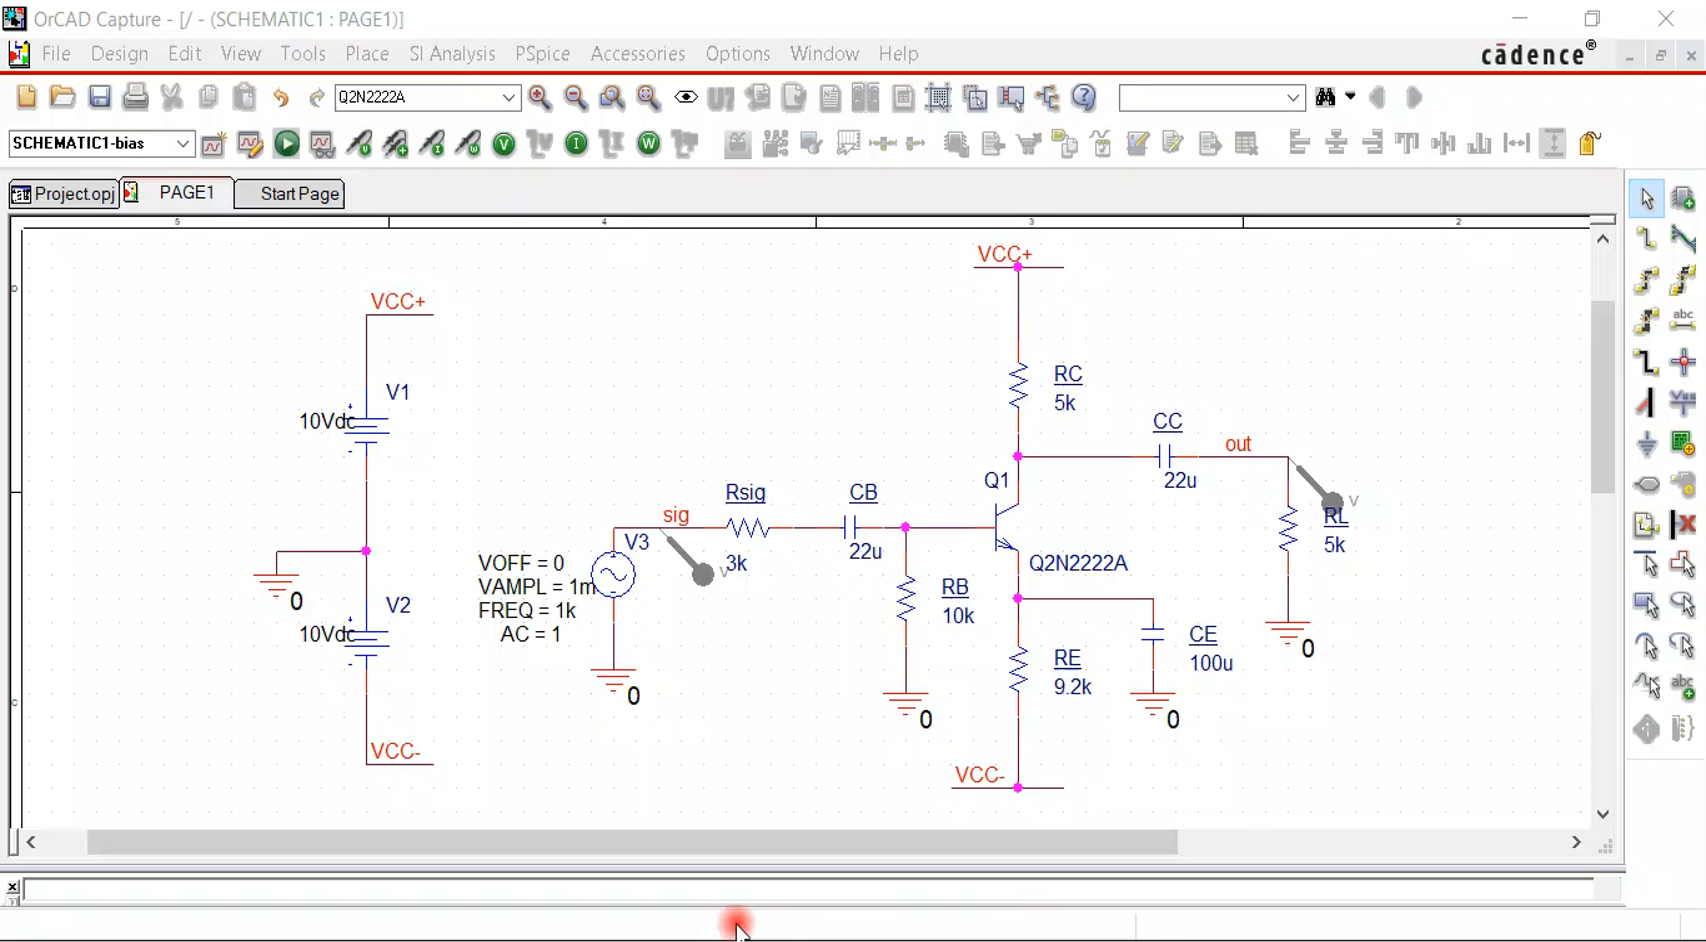 OrCAD Capture - [/ - (SCHEMATIC1 : PAGE1)]
File Design Edit View Tools Place SI Analysis PSpice Accessories Options Window Help
cādence®
Q2N2222A
SCHEMATIC1-bias
Project.opj PAGE1 Start Page
5 4 3 2
D
C
VCC+
V1
10Vdc
0
V2
10Vdc
VCC-
VOFF = 0
VAMPL = 1m
FREQ = 1k
AC = 1
V3
0
sig
V
Rsig
3k
CB
22u
RB
10k
0
VCC+
RC
5k
Q1
Q2N2222A
CC
22u
out
V
RL
5k
0
CE
100u
0
RE
9.2k
VCC-